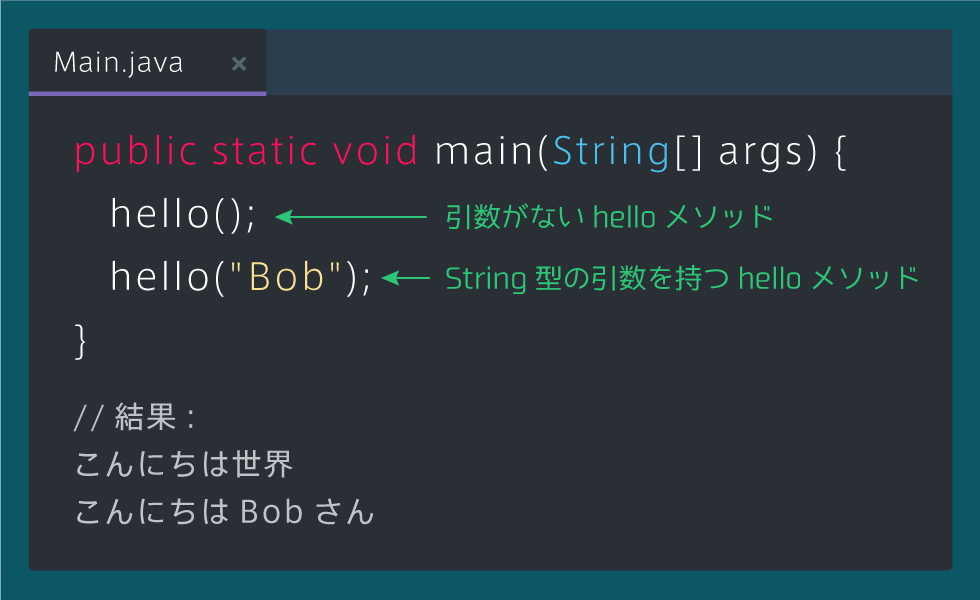 Main.java ×
public static void main(String[] args) {
hello(); 引数がない hello メソッド
hello("Bob"); String 型の引数を持つ hello メソッド
}
// 結果 :
こんにちは世界
こんにちは Bob さん